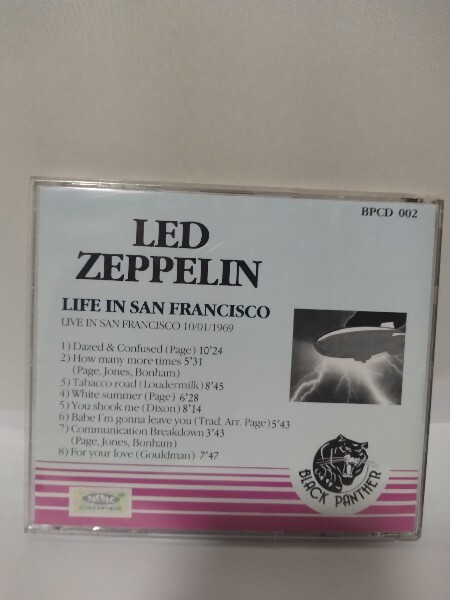 BPCD 002
LED
ZEPPELIN
LIFE IN SAN FRANCISCO
LIVE IN SAN FRANCISCO 10/01/1969
1) Dazed & Confused (Page) 10'24
2) How many more times 5'31
(Page, Jones, Bonham)
3) Tabacco road (Loudermilk) 8'45
4) White summer (Page) 6'28
5) You shook me (Dixon) 8'14
6) Babe I'm gonna leave you (Trad. Arr. Page) 5'43
7) Communication Breakdown 3'43
(Page, Jones, Bonham)
8) For your love (Gouldman) 7'47
BLACK PANTHER